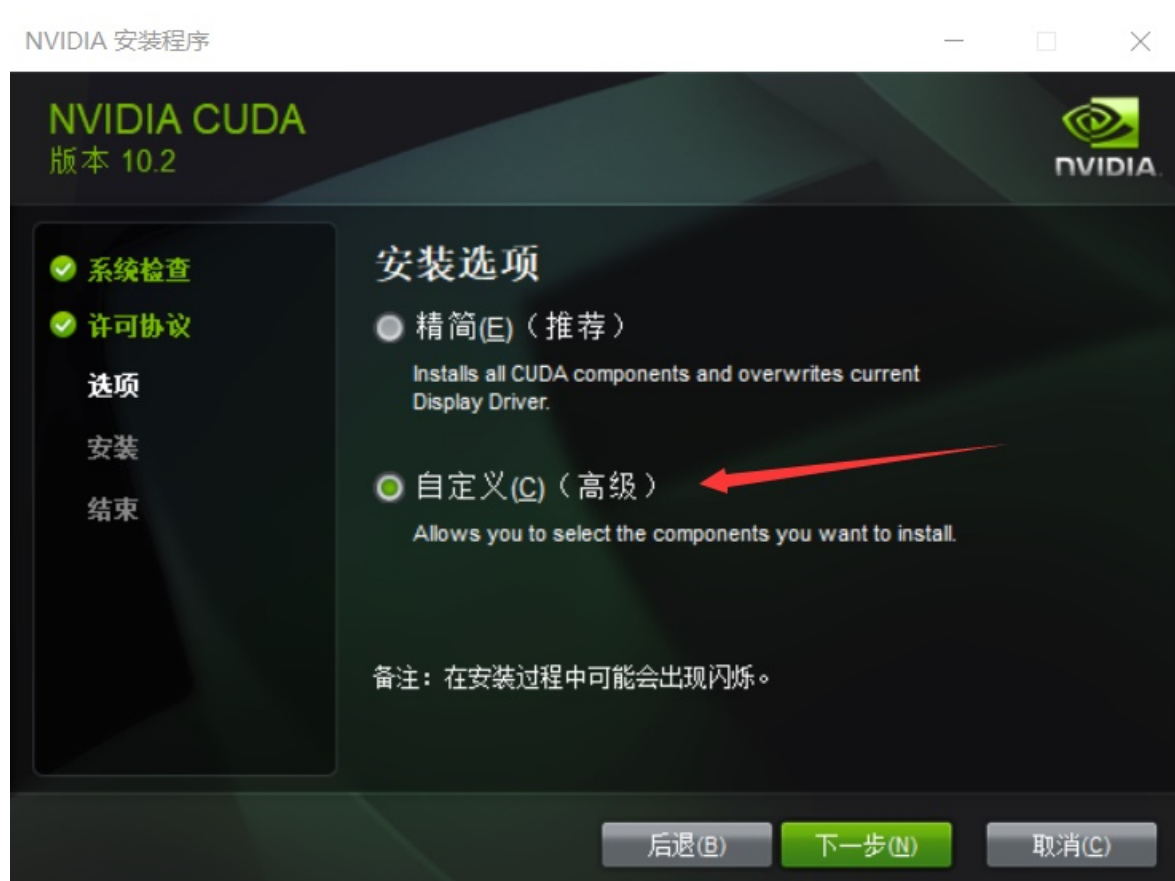 NVIDIA 安装程序
NVIDIA CUDA
版本 10.2
NVIDIA.
系统检查
许可协议
选项
安装
结束
安装选项
精简(E)（推荐）
Installs all CUDA components and overwrites current
Display Driver.
自定义(C)（高级）
Allows you to select the components you want to install.
备注：在安装过程中可能会出现闪烁。
后退(B)
下一步(N)
取消(C)